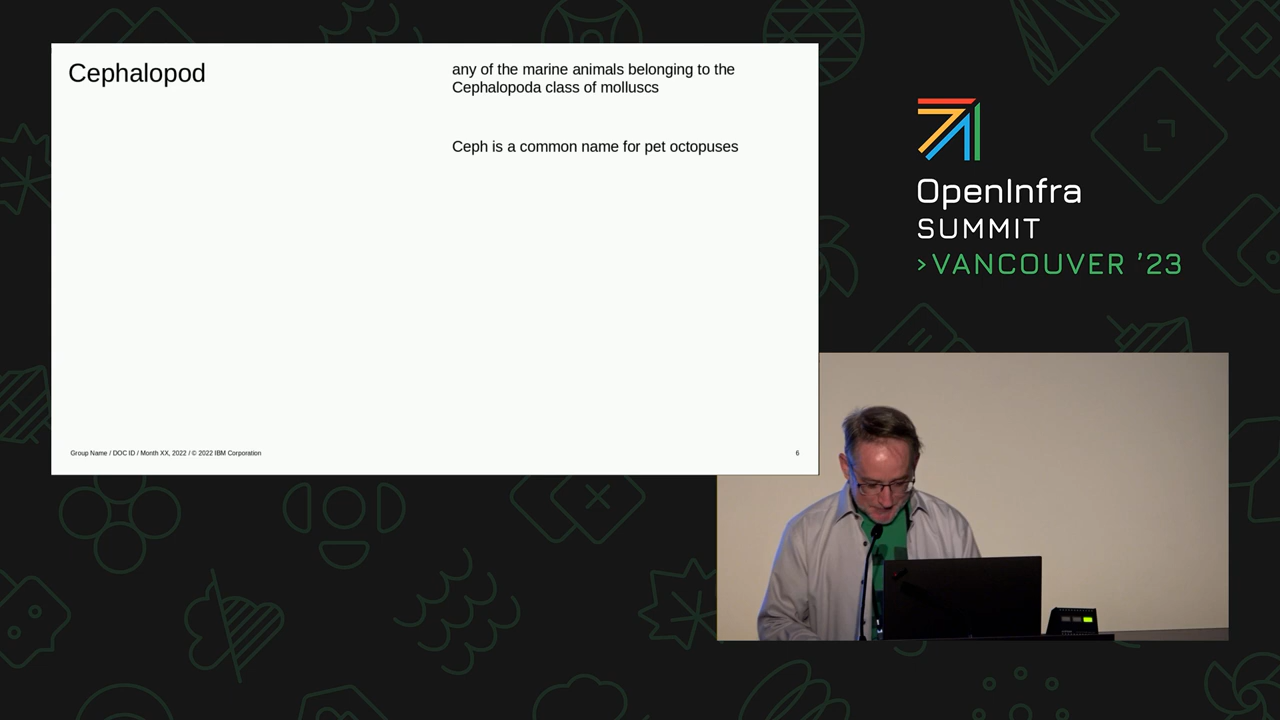 Cephalopod
any of the marine animals belonging to the
Cephalopoda class of molluscs
Ceph is a common name for pet octopuses
Group Name / DOC ID / Month XX, 2022 / © 2022 IBM Corporation
6
OpenInfra
SUMMIT
>VANCOUVER ’23